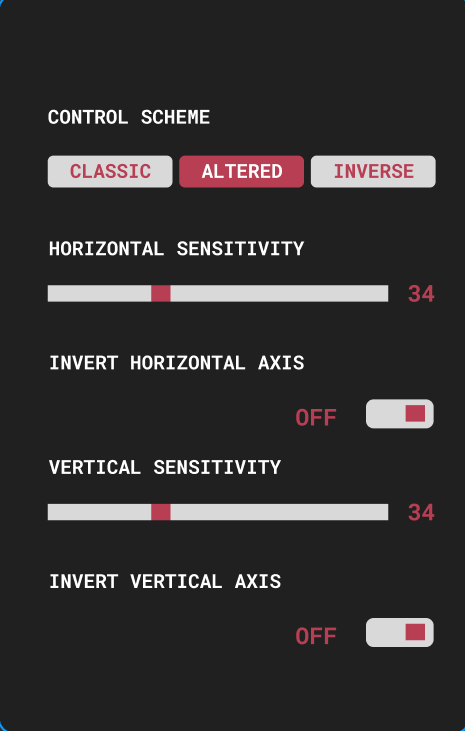 CONTROL SCHEME
CLASSIC ALTERED INVERSE
HORIZONTAL SENSITIVITY
34
INVERT HORIZONTAL AXIS
OFF
VERTICAL SENSITIVITY
34
INVERT VERTICAL AXIS
OFF